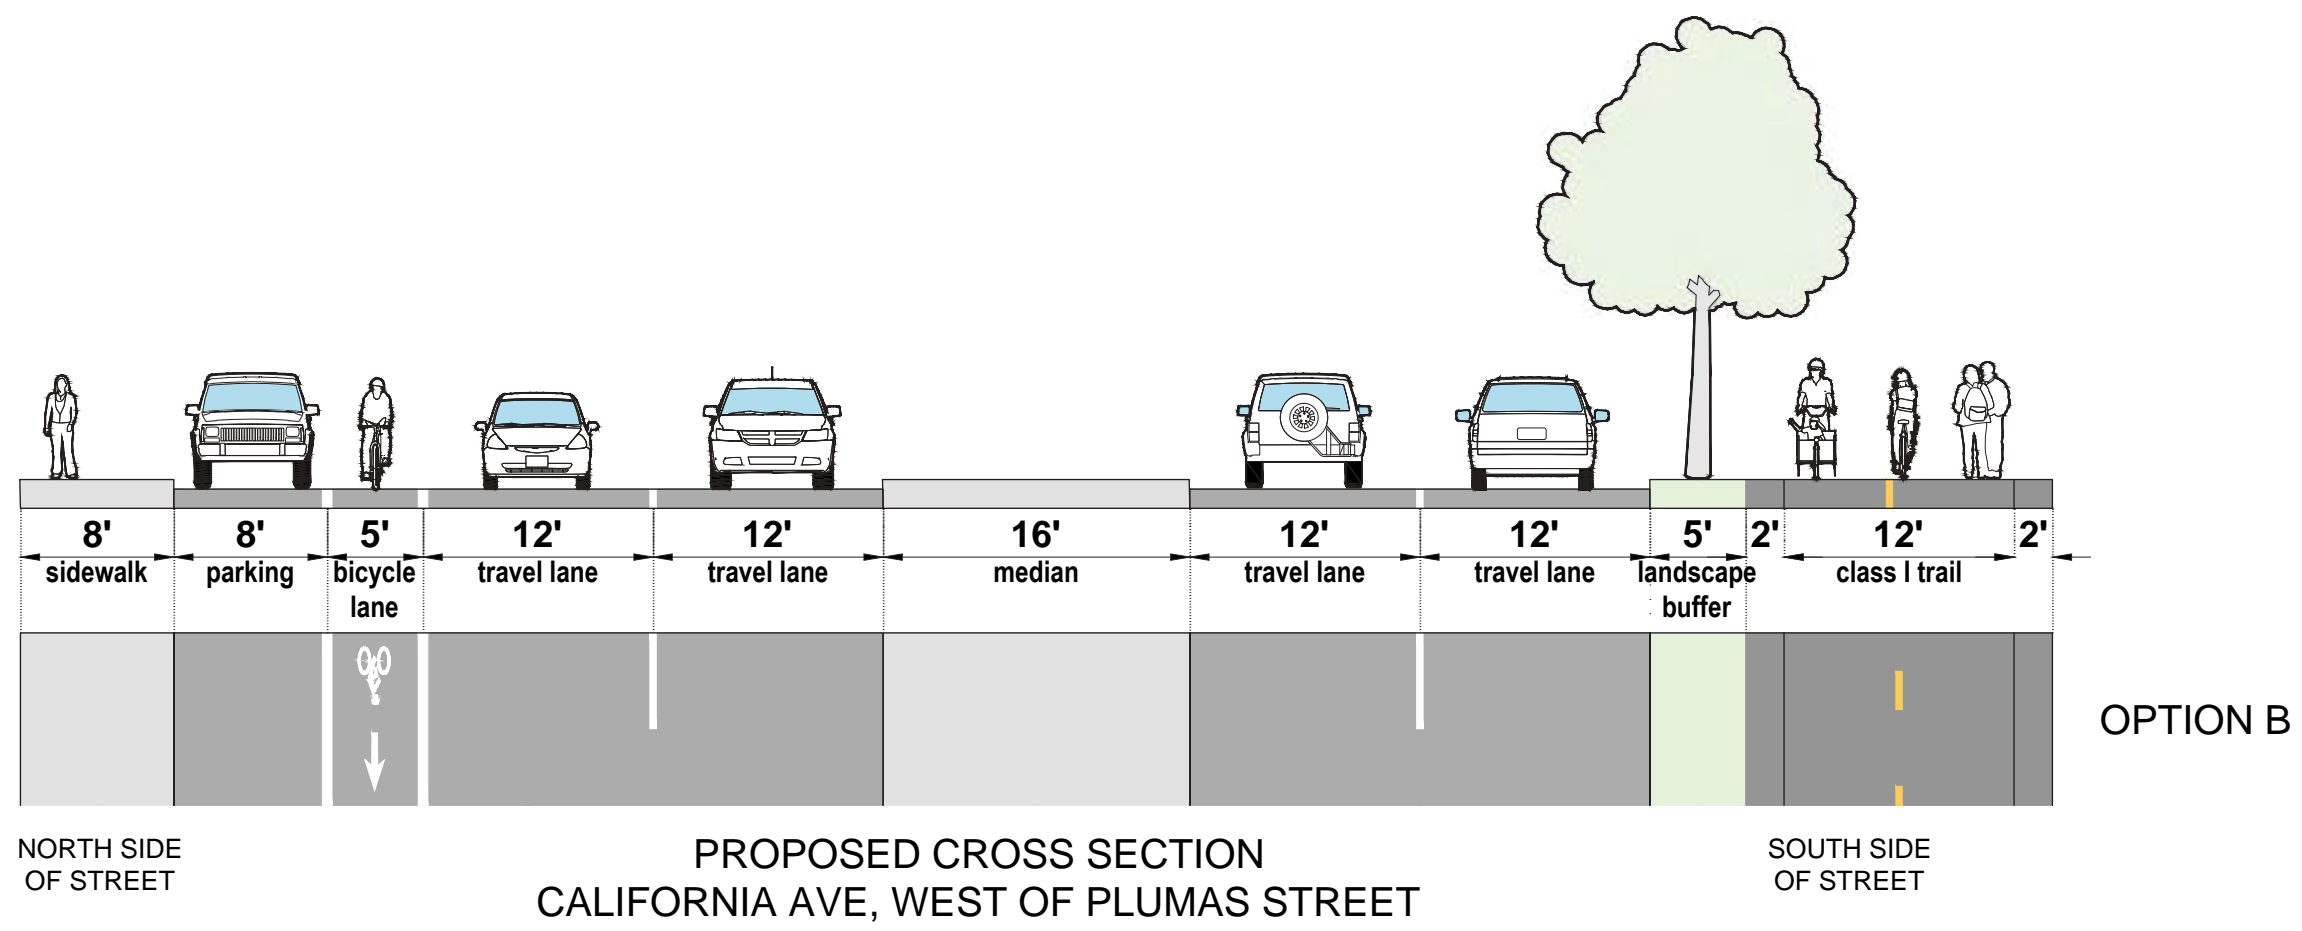 8' 8' 5' 12' 12' 16' 12' 12' 5' 2' 12' 2'
sidewalk parking bicycle travel lane travel lane median travel lane travel lane landscape class I trail
lane buffer
OPTION B
NORTH SIDE
OF STREET
PROPOSED CROSS SECTION
CALIFORNIA AVE, WEST OF PLUMAS STREET
SOUTH SIDE
OF STREET